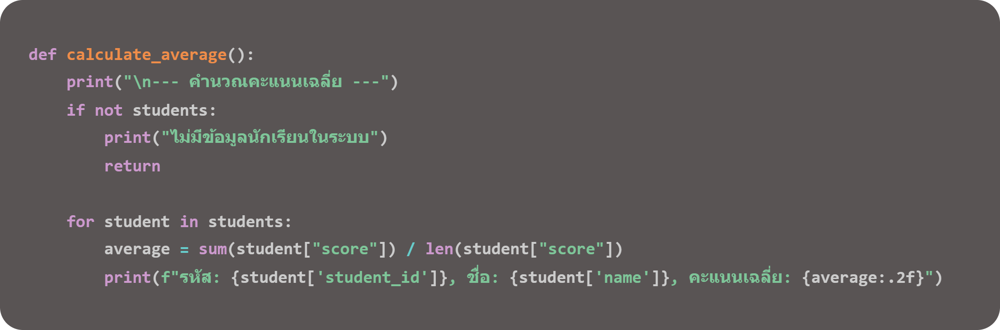 def calculate_average():
    print("\n--- คำนวณคะแนนเฉลี่ย ---")
    if not students:
        print("ไม่มีข้อมูลนักเรียนในระบบ")
        return

    for student in students:
        average = sum(student["score"]) / len(student["score"])
        print(f"รหัส: {student['student_id']}, ชื่อ: {student['name']}, คะแนนเฉลี่ย: {average:.2f}")